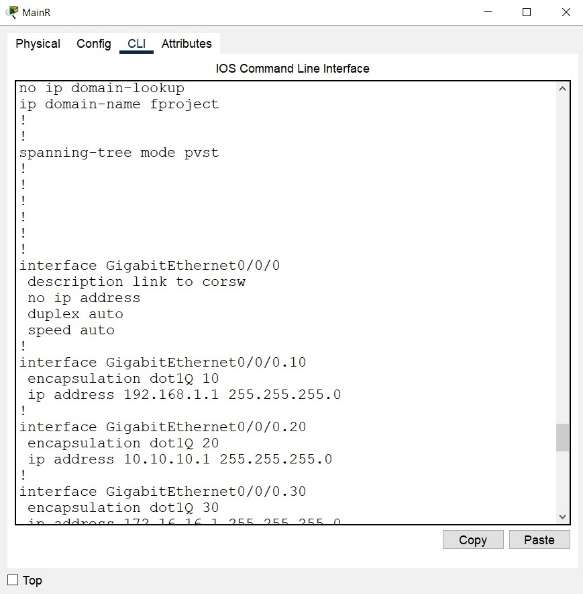 MainR
Physical Config CLI Attributes
IOS Command Line Interface
no ip domain-lookup
ip domain-name fproject
!
!
spanning-tree mode pvst
!
!
!
!
!
!
interface GigabitEthernet0/0/0
description link to corsw
no ip address
duplex auto
speed auto
!
interface GigabitEthernet0/0/0.10
encapsulation dot1Q 10
ip address 192.168.1.1 255.255.255.0
!
interface GigabitEthernet0/0/0.20
encapsulation dot1Q 20
ip address 10.10.10.1 255.255.255.0
!
interface GigabitEthernet0/0/0.30
encapsulation dot1Q 30
ip address 172.16.16.1 255.255.255.0
Copy Paste
Top